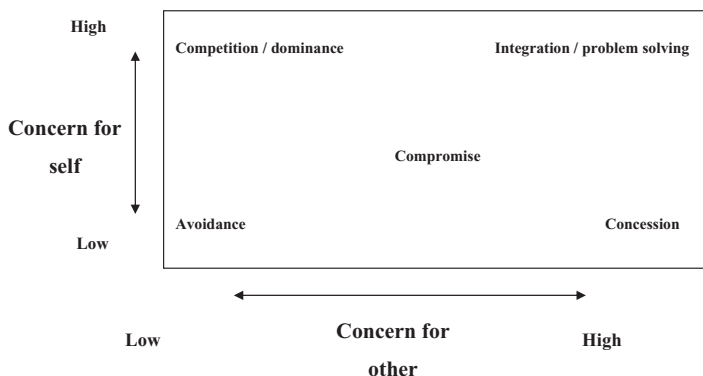 High
Competition / dominance
Integration / problem solving
Concern for
self
Compromise
Avoidance
Concession
Low
Low
Concern for
other
High